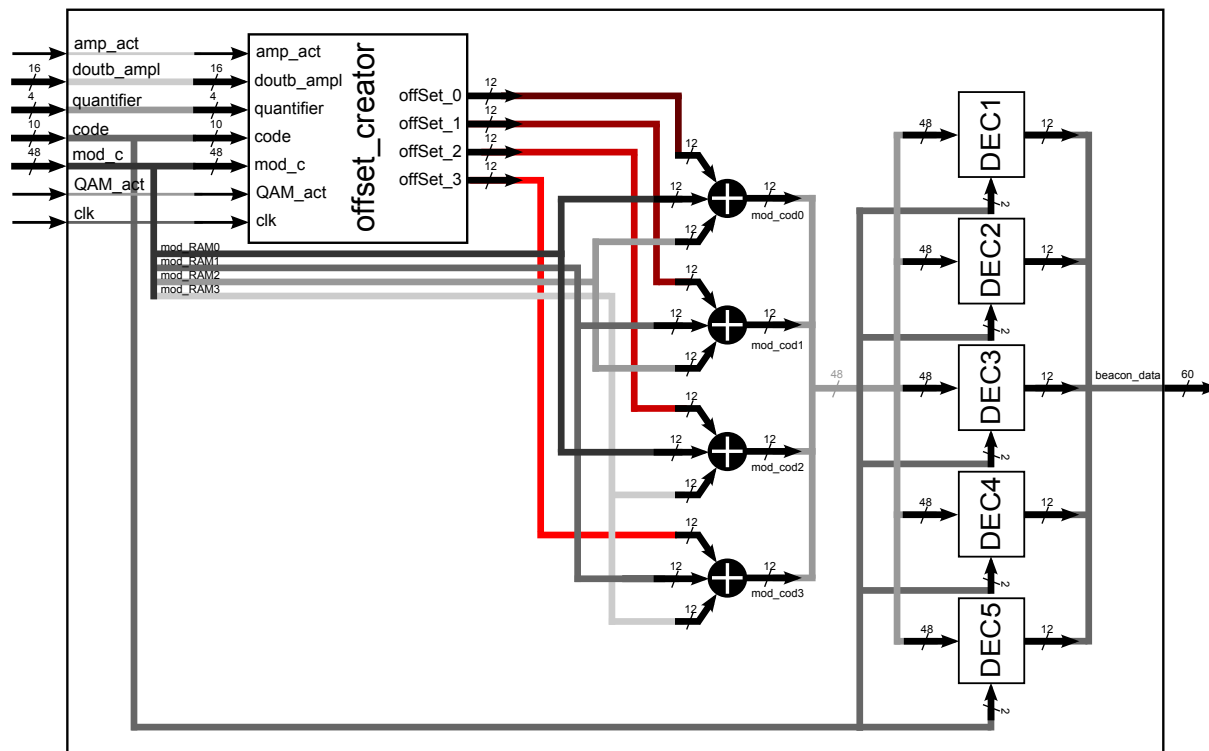 amp_act
16
doutb_ampl
4
quantifier
10
code
48
mod_c
QAM_act
clk
16
4
10
48
amp_act
doutb_ampl
quantifier
code
mod_c
QAM_act
clk
offset_creator
offSet_0
offSet_1
offSet_2
offSet_3
12
12
12
12
mod_RAM0
mod_RAM1
mod_RAM2
mod_RAM3
12
12
12
12
mod_cod0
12
12
12
12
mod_cod1
12
12
12
12
mod_cod2
12
12
12
12
mod_cod3
48
48
DEC1
12
2
48
DEC2
12
2
48
DEC3
12
2
48
DEC4
12
2
48
DEC5
12
2
beacon_data
60